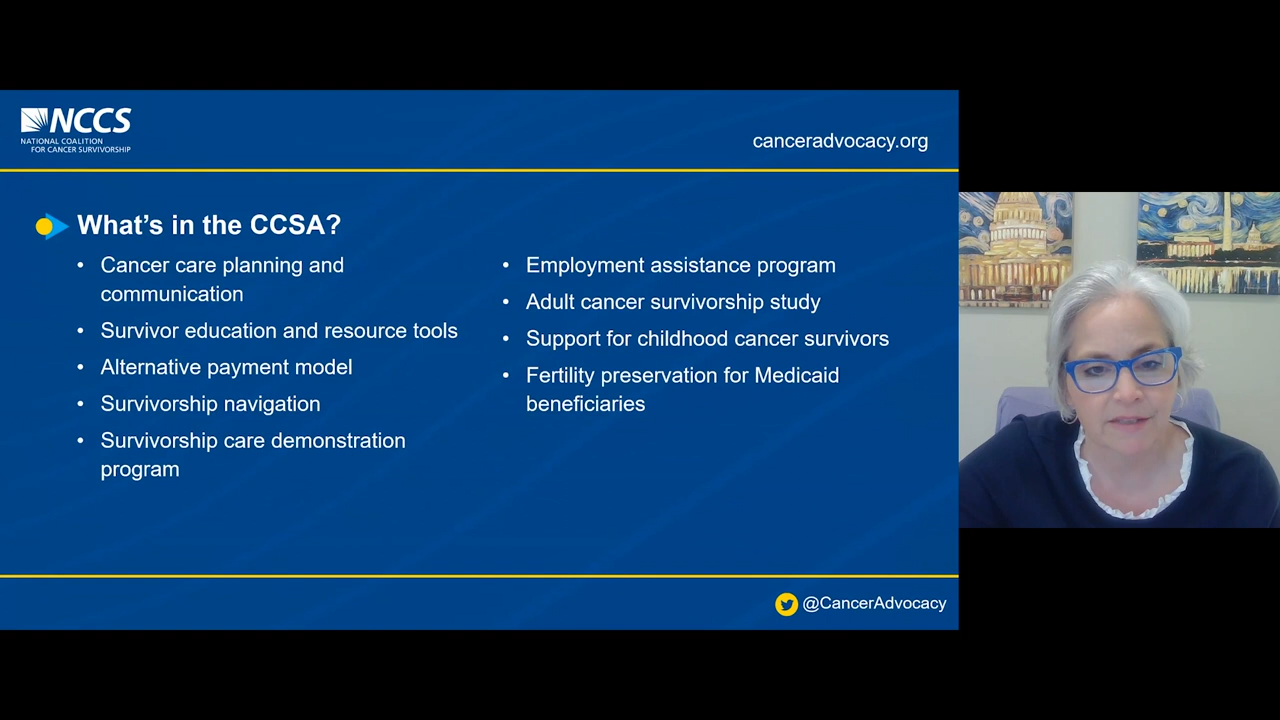 NCCS
NATIONAL COALITION
FOR CANCER SURVIVORSHIP
canceradvocacy.org
What's in the CCSA?
• Cancer care planning and
communication
• Survivor education and resource tools
• Alternative payment model
• Survivorship navigation
• Survivorship care demonstration
program
• Employment assistance program
• Adult cancer survivorship study
• Support for childhood cancer survivors
• Fertility preservation for Medicaid
beneficiaries
@CancerAdvocacy